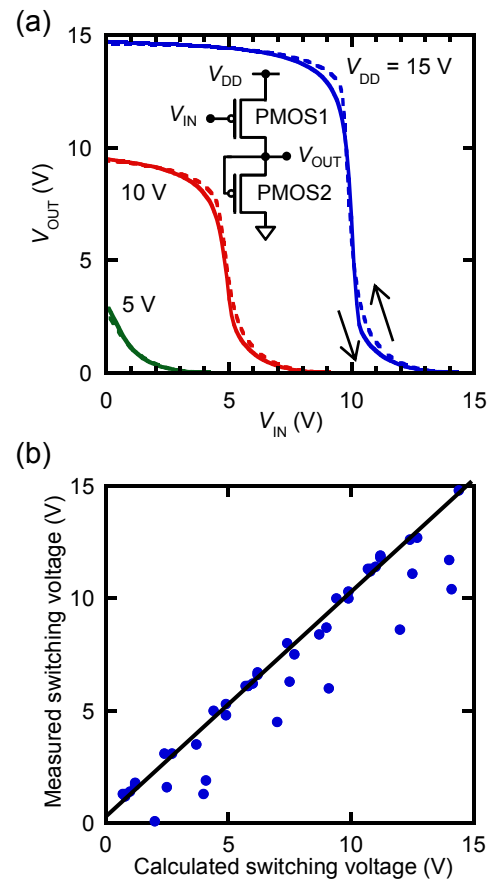 (a)
15
10
5
0
V_OUT (V)
V_DD
V_DD = 15 V
V_IN
PMOS1
V_OUT
PMOS2
10 V
5 V
0
5
10
15
V_IN (V)
(b)
15
10
5
0
Measured switching voltage (V)
0
5
10
15
Calculated switching voltage (V)